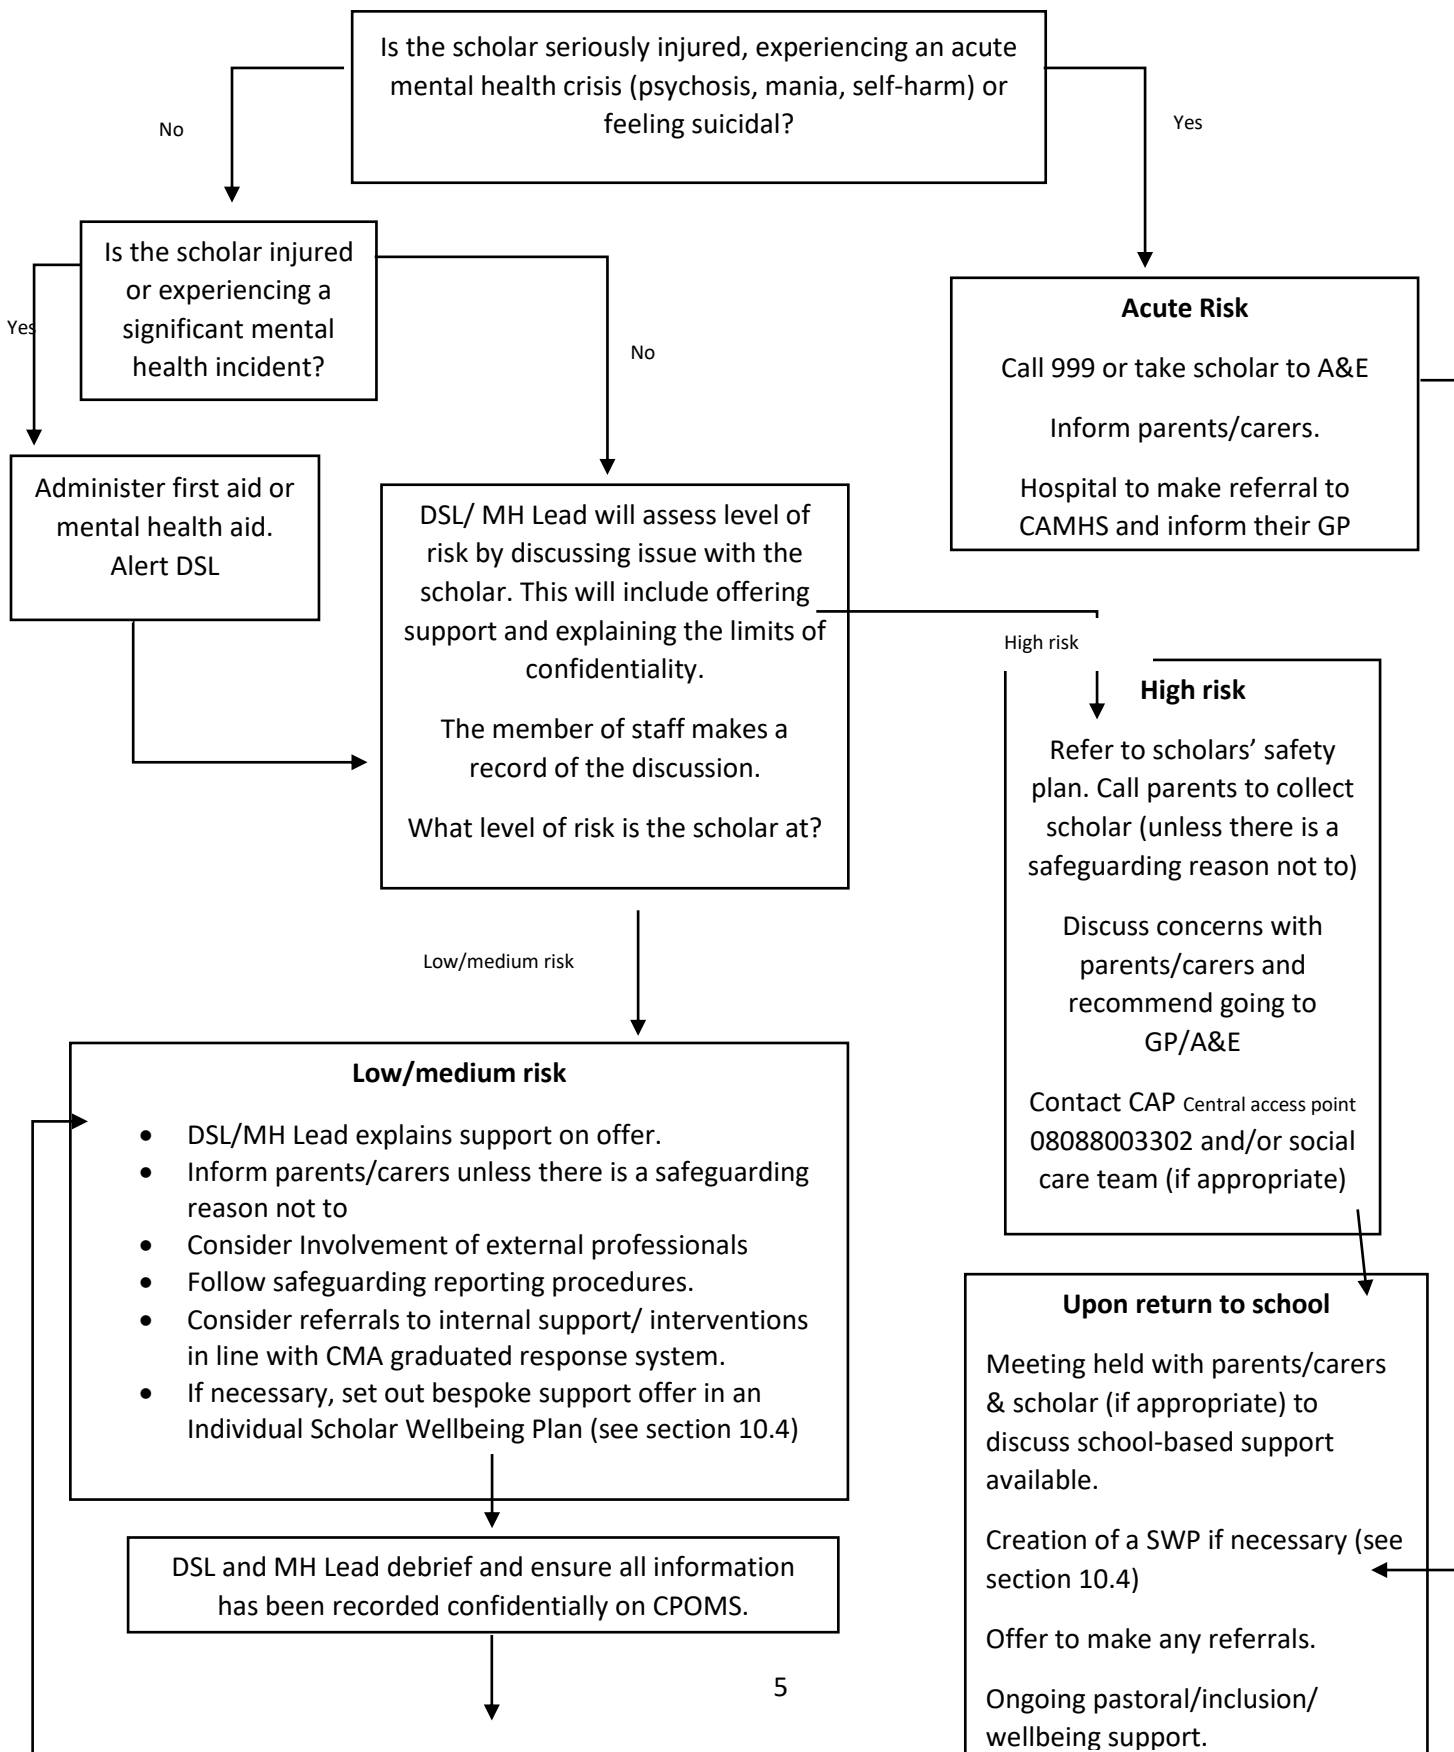 Is the scholar seriously injured, experiencing an acute
mental health crisis (psychosis, mania, self-harm) or
feeling suicidal?
No
Yes
Is the scholar injured
or experiencing a
significant mental
health incident?
Yes
No
Acute Risk
Call 999 or take scholar to A&E
Inform parents/carers.
Hospital to make referral to
CAMHS and inform their GP
Administer first aid or
mental health aid.
Alert DSL
DSL/ MH Lead will assess level of
risk by discussing issue with the
scholar. This will include offering
support and explaining the limits of
confidentiality.
The member of staff makes a
record of the discussion.
What level of risk is the scholar at?
High risk
High risk
Refer to scholars’ safety
plan. Call parents to collect
scholar (unless there is a
safeguarding reason not to)
Discuss concerns with
parents/carers and
recommend going to
GP/A&E
Contact CAP Central access point
08088003302 and/or social
care team (if appropriate)
Low/medium risk
Low/medium risk
• DSL/MH Lead explains support on offer.
• Inform parents/carers unless there is a safeguarding
reason not to
• Consider Involvement of external professionals
• Follow safeguarding reporting procedures.
• Consider referrals to internal support/ interventions
in line with CMA graduated response system.
• If necessary, set out bespoke support offer in an
Individual Scholar Wellbeing Plan (see section 10.4)
Upon return to school
Meeting held with parents/carers
& scholar (if appropriate) to
discuss school-based support
available.
Creation of a SWP if necessary (see
section 10.4)
Offer to make any referrals.
Ongoing pastoral/inclusion/
wellbeing support.
DSL and MH Lead debrief and ensure all information
has been recorded confidentially on CPOMS.
5